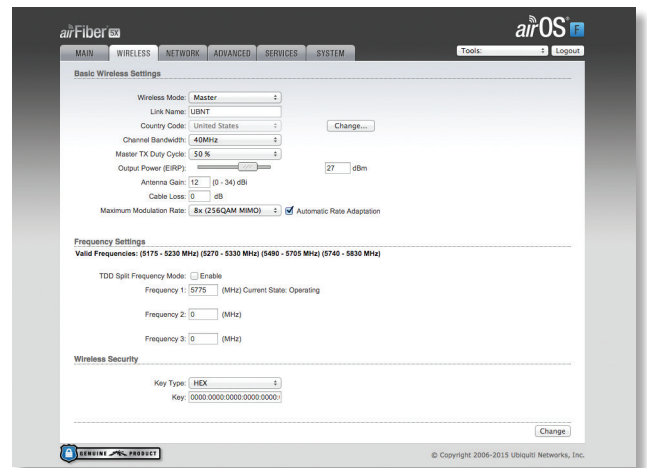 airFiber 5X
airOS F
MAIN WIRELESS NETWORK ADVANCED SERVICES SYSTEM Tools: Logout
Basic Wireless Settings
Wireless Mode: Master
Link Name: UBNT
Country Code: United States Change...
Channel Bandwidth: 40MHz
Master TX Duty Cycle: 50 %
Output Power (EIRP): 27 dBm
Antenna Gain: 12 (0 - 34) dBi
Cable Loss: 0 dB
Maximum Modulation Rate: 8x (256QAM MIMO) Automatic Rate Adaptation
Frequency Settings
Valid Frequencies: (5175 - 5230 MHz) (5270 - 5330 MHz) (5490 - 5705 MHz) (5740 - 5830 MHz)
TDD Split Frequency Mode: Enable
Frequency 1: 5775 (MHz) Current State: Operating
Frequency 2: 0 (MHz)
Frequency 3: 0 (MHz)
Wireless Security
Key Type: HEX
Key: 0000:0000:0000:0000:0000:
Change
GENUINE PRODUCT
© Copyright 2006-2015 Ubiquiti Networks, Inc.